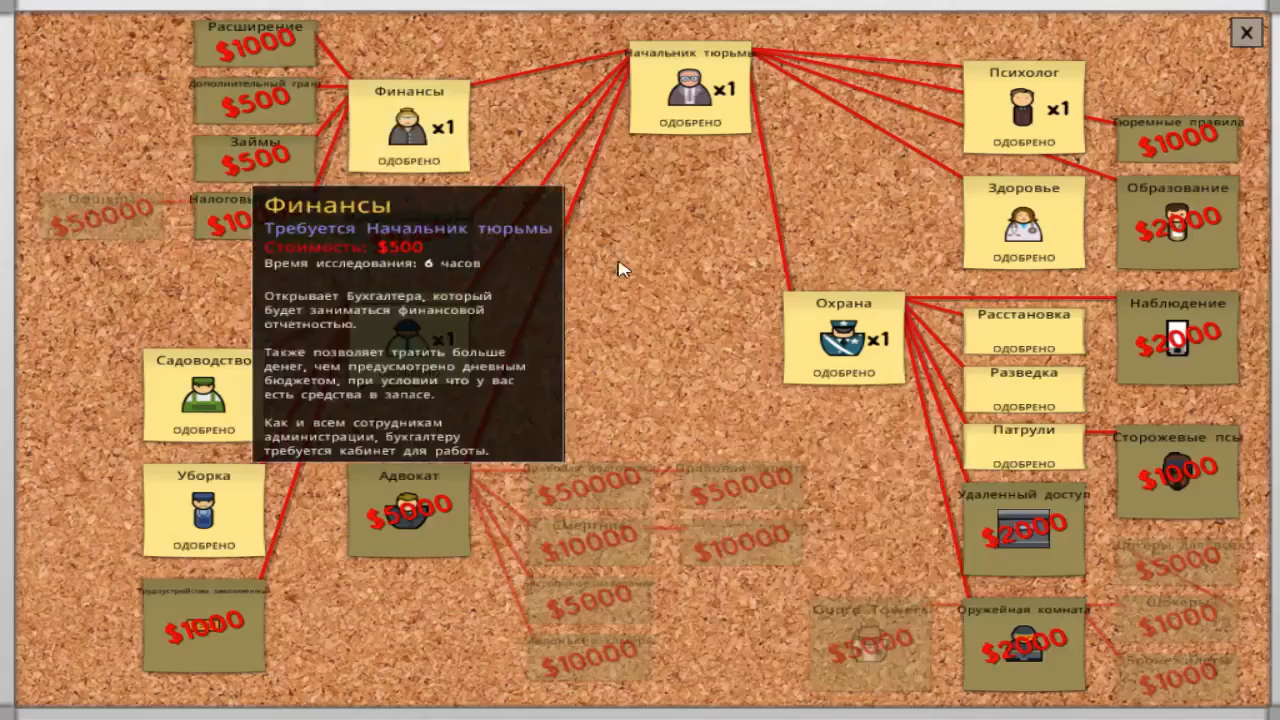 Расширение
$1000
$500
Займы
$500
$50000
Финансы
x1
ОДОБРЕНО
Начальник тюрьмы
x1
ОДОБРЕНО
Психолог
x1
ОДОБРЕНО
Тюремные правила
$1000
Здоровье
ОДОБРЕНО
Образование
$2000
Финансы
Требуется Начальник тюрьмы
Стоимость: $500
Время исследования: 6 часов
Открывает Бухгалтера, который
будет заниматься финансовой
отчетностью.
Также позволяет тратить больше
денег, чем предусмотрено дневным
бюджетом, при условии что у вас
есть средства в запасе.
Как и всем сотрудникам
администрации, бухгалтеру
требуется кабинет для работы.
Охрана
x1
ОДОБРЕНО
Расстановка
ОДОБРЕНО
Разведка
ОДОБРЕНО
Патрули
ОДОБРЕНО
Наблюдение
$2000
Сторожевые псы
$1000
Удаленный доступ
$2000
Оружейная комната
$2000
Садоводство
ОДОБРЕНО
Уборка
ОДОБРЕНО
Трудоустройство заключенных
$1000
Адвокат
$5000
$50000
$50000
$10000
$10000
$5000
$10000
Guard Towers
$5000
$5000
Шокеры
$1000
Бронежилеты
$1000
X